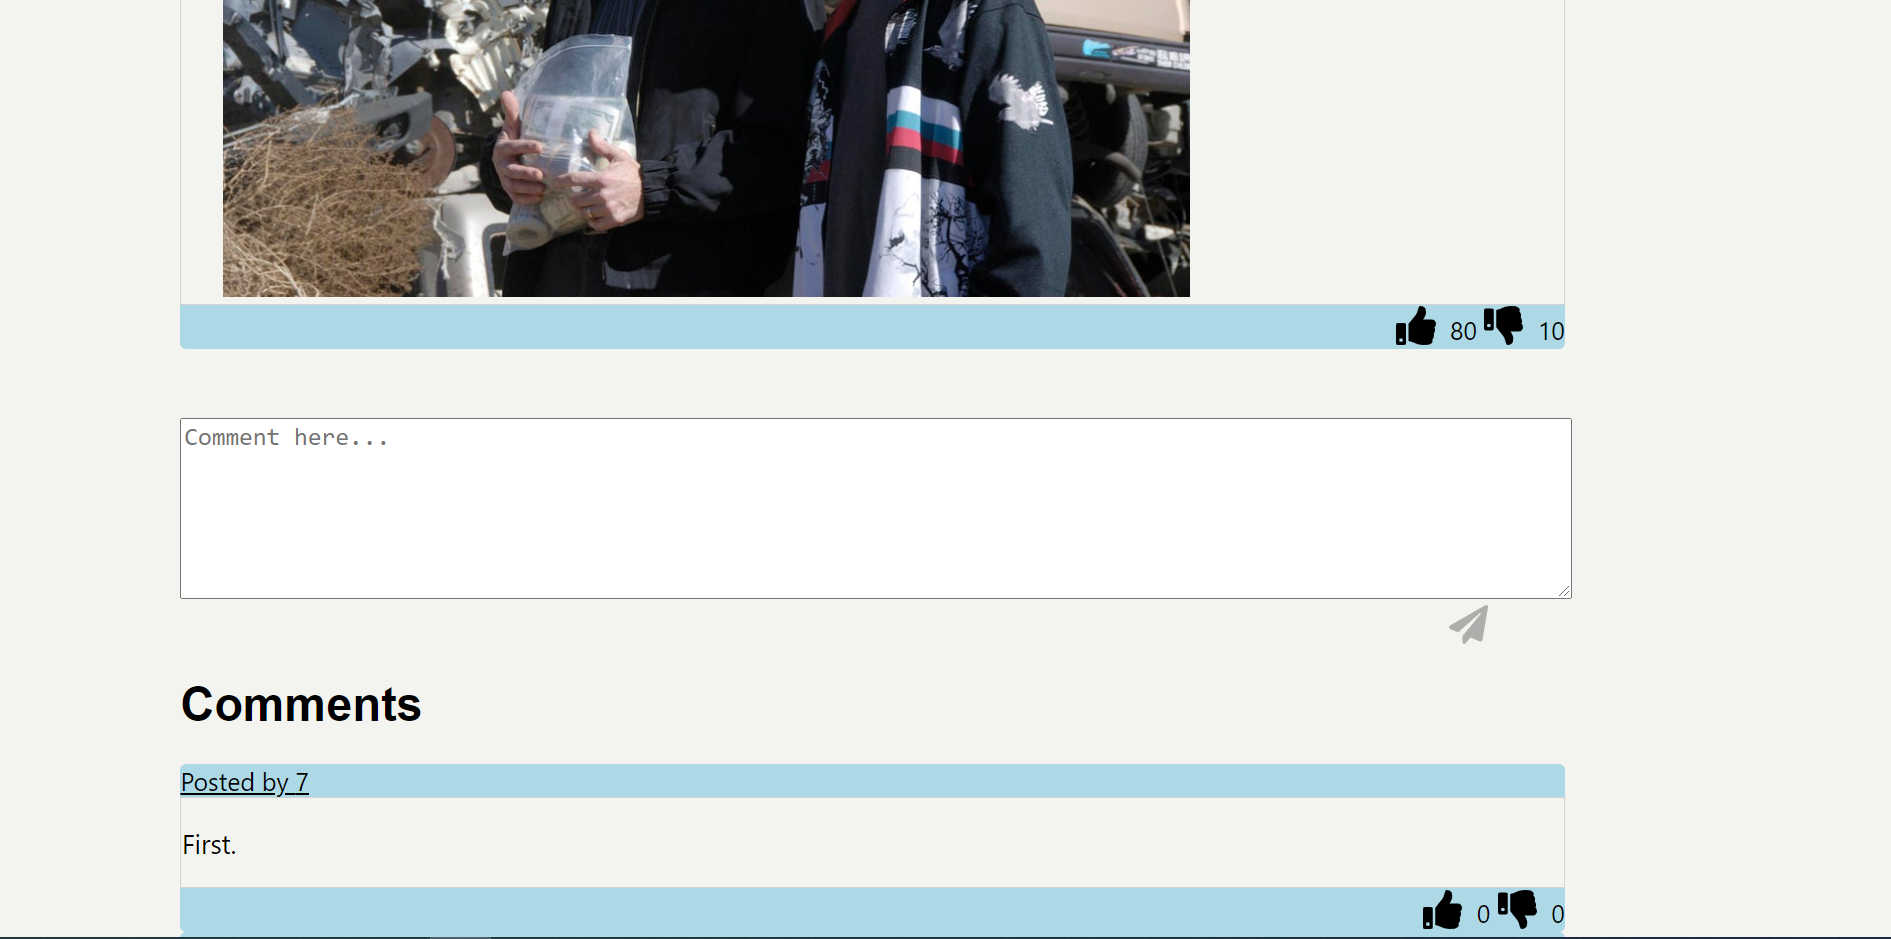 80 10
Comment here...
Comments
Posted by 7
First.
0 0